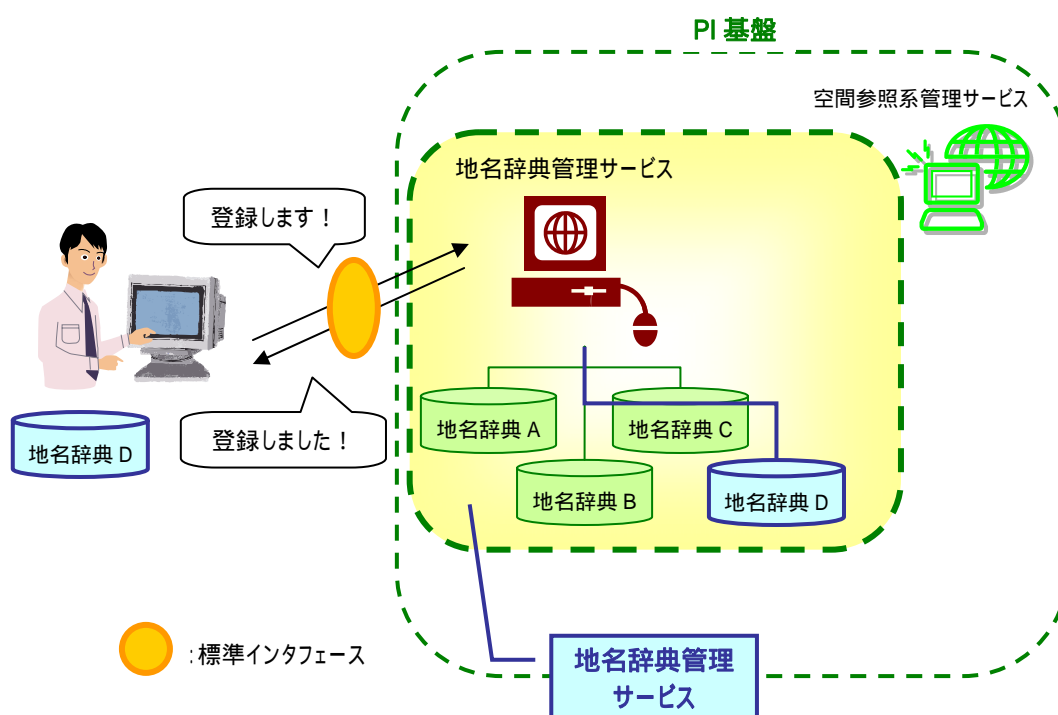 PI 基盤
空間参照系管理サービス
地名辞典管理サービス
登録します！
地名辞典 A
地名辞典 C
登録しました！
地名辞典 D
地名辞典 B
地名辞典 D
:標準インタフェース
地名辞典管理
サービス